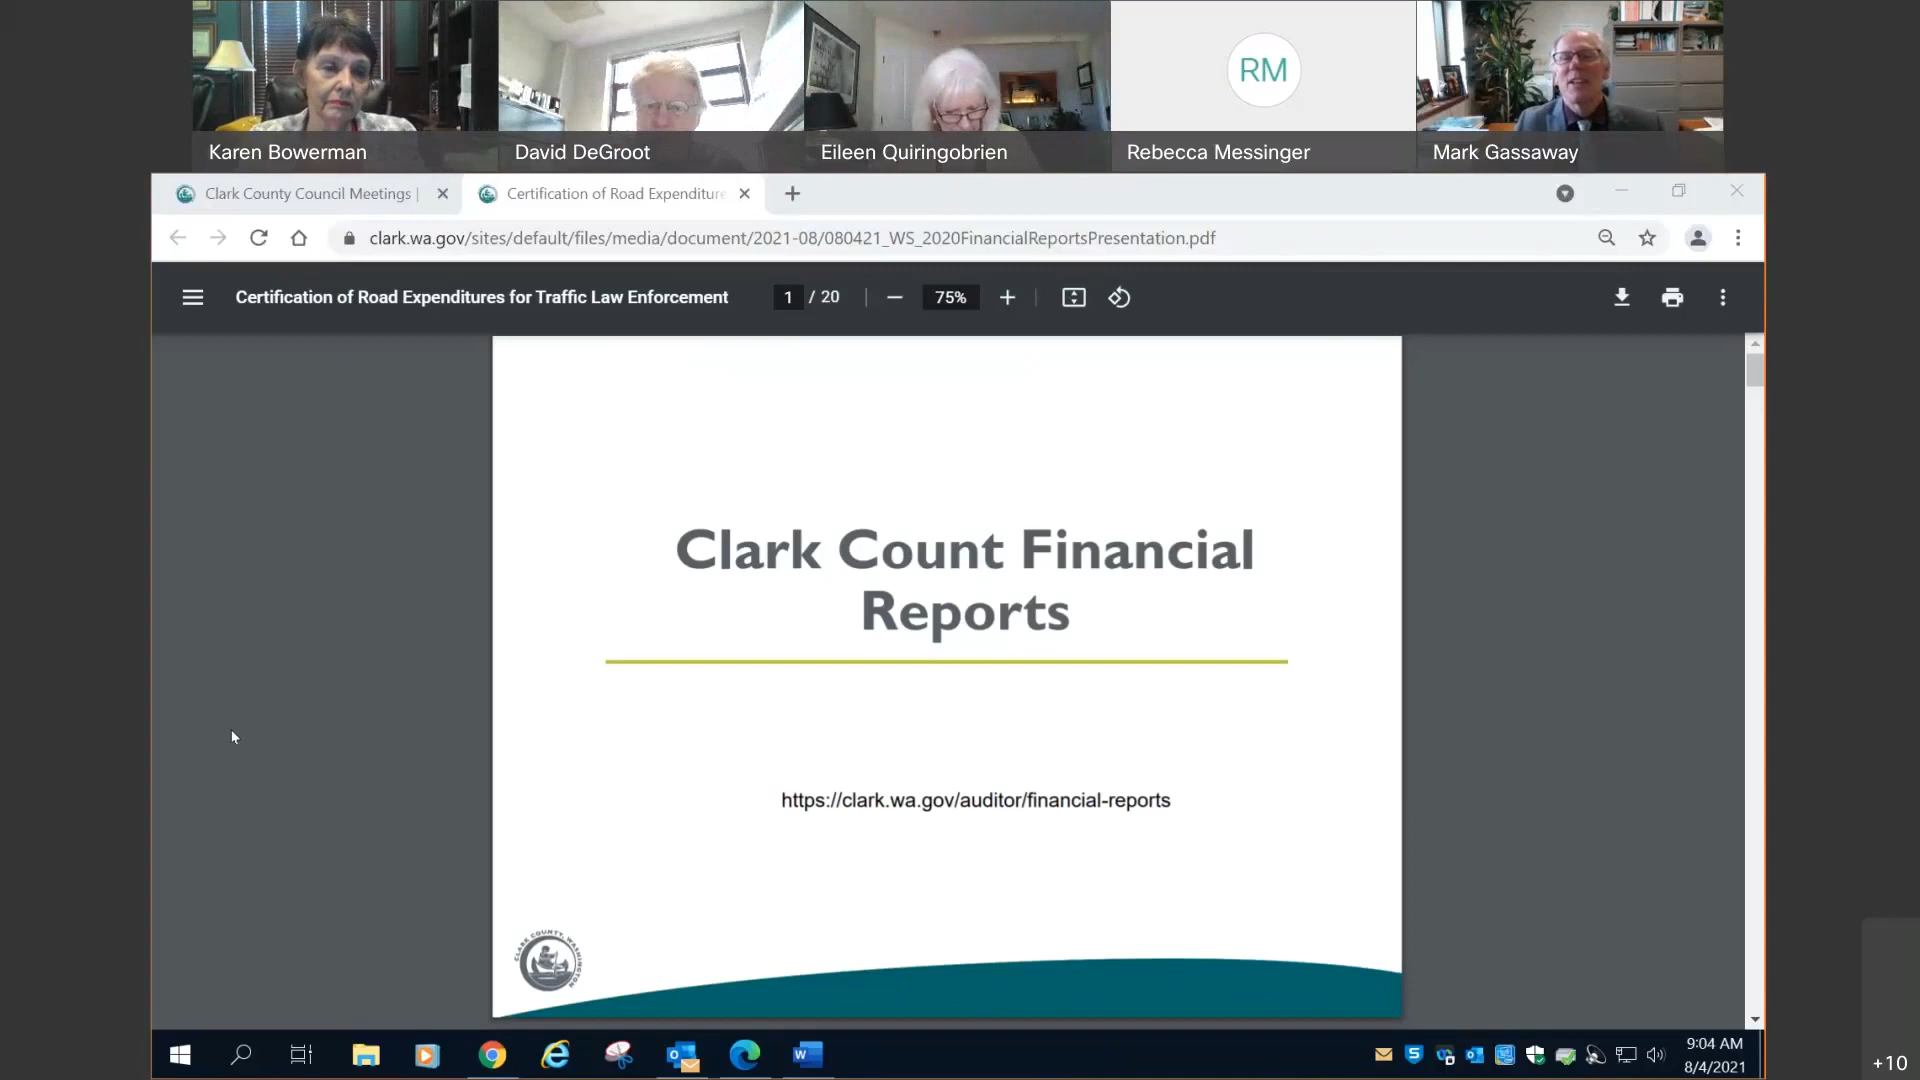 Karen Bowerman
David DeGroot
Eileen Quiringobrien
RM
Rebecca Messinger
Mark Gassaway
Clark County Council Meetings |
Certification of Road Expenditure
clark.wa.gov/sites/default/files/media/document/2021-08/080421_WS_2020FinancialReportsPresentation.pdf
Certification of Road Expenditures for Traffic Law Enforcement
1 / 20
75%
Clark Count Financial
Reports
https://clark.wa.gov/auditor/financial-reports
CLARK COUNTY, WASHINGTON
9:04 AM
8/4/2021
+10